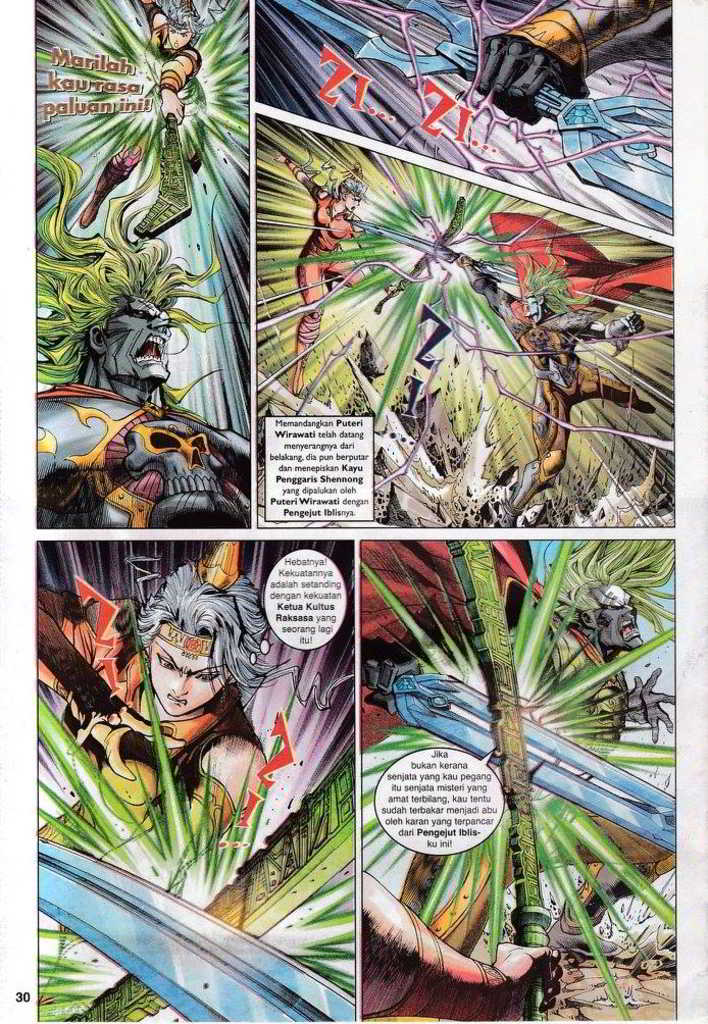 Marilah
kau rasa
paluan ini!
ZI... ZI...
ZI
Memandangkan Puteri
Wirawati telah datang
menyerangnya dari
belakang, dia pun berputar
dan menepiskan Kayu
Penggaris Shennong
yang dipalukan oleh
Puteri Wirawati dengan
Pengejut Iblisnya.
Hebatnya!
Kekuatannya
adalah setanding
dengan kekuatan
Ketua Kultus
Raksasa yang
seorang lagi
itu!
ZI
ZI...
Jika
bukan kerana
senjata yang kau pegang
itu senjata misteri yang
amat terbilang, kau tentu
sudah terbakar menjadi abu
oleh karan yang terpancar
dari Pengejut Iblis-
ku ini!
30